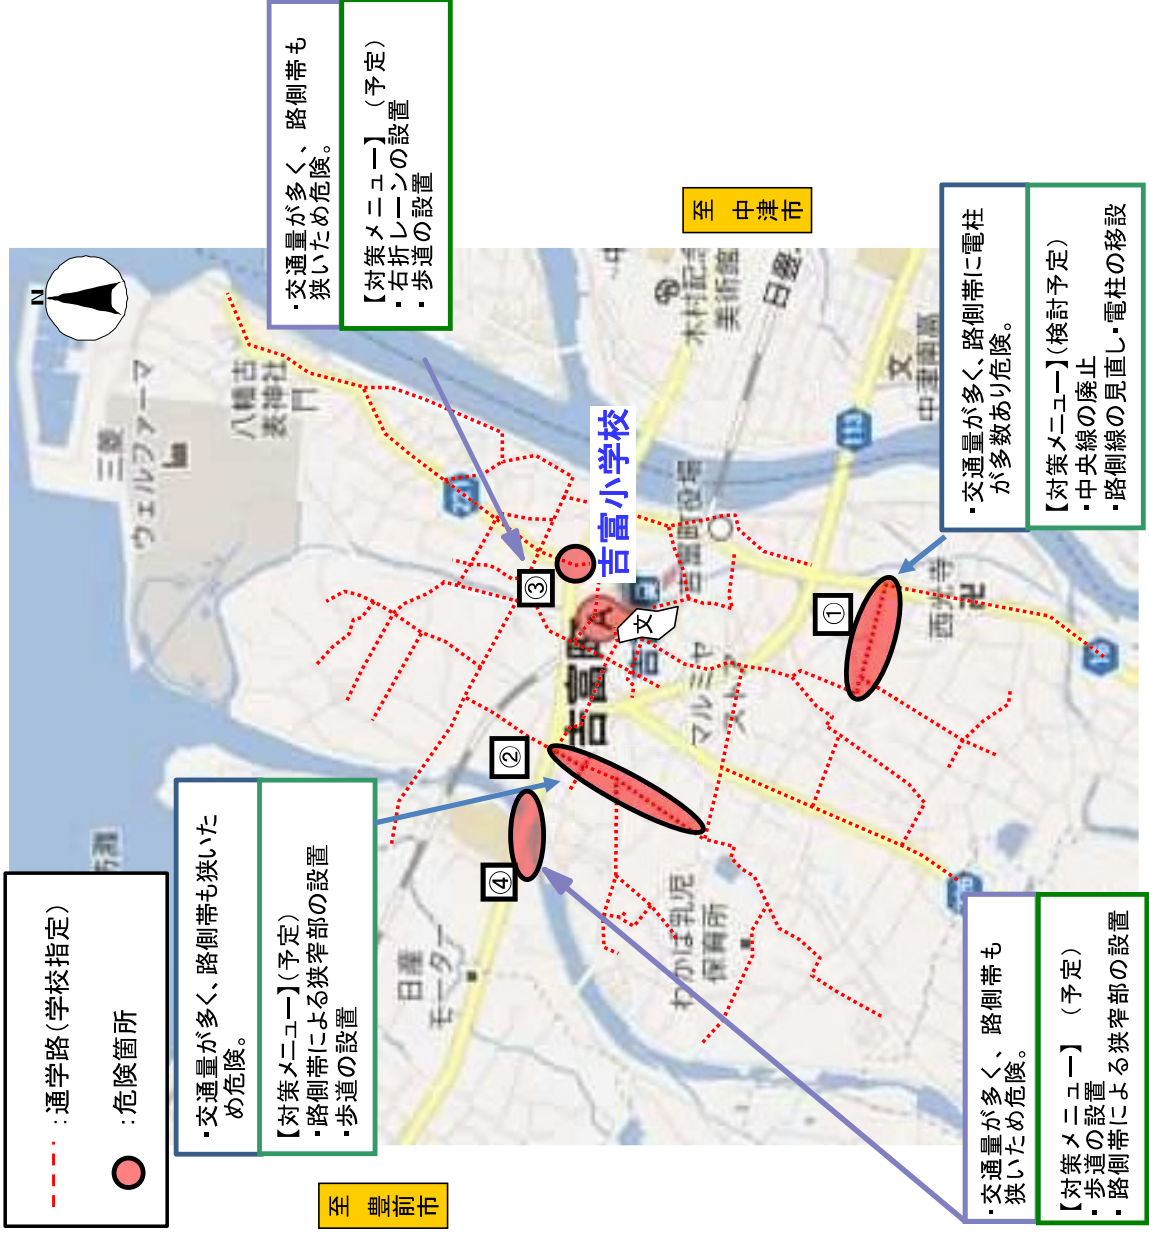 :通学路(学校指定)
:危険箇所
・交通量が多く、路側帯も狭いた
め危険。
【対策メニュー】(予定)
・路側帯による狭窄部の設置
・歩道の設置
至　豊前市
・交通量が多く、路側帯も
狭いため危険。
【対策メニュー】（予定）
・右折レーンの設置
・歩道の設置
至　中津市
・交通量が多く、路側帯に電柱
が多数あり危険。
【対策メニュー】(検討予定)
・中央線の廃止
・路側線の見直し・電柱の移設
・交通量が多く、路側帯も
狭いため危険。
【対策メニュー】（予定）
・歩道の設置
・路側帯による狭窄部の設置
N
三菱
ウェルファーマ
八幡古
表神社
吉富小学校
吉富町
吉富町役場
文
A
①
②
③
④
日産
モーター
わかば乳児
保育所
マルミヤ
ストア
西光寺
木村記念
美術館
日豊
文
中津南高
113